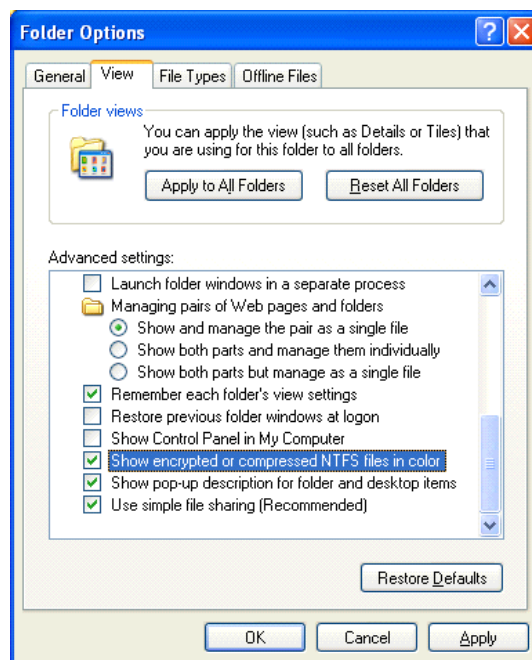 Folder Options
General View File Types Offline Files
Folder views
You can apply the view (such as Details or Tiles) that
you are using for this folder to all folders.
Apply to All Folders Reset All Folders
Advanced settings:
Launch folder windows in a separate process
Managing pairs of Web pages and folders
Show and manage the pair as a single file
Show both parts and manage them individually
Show both parts but manage as a single file
Remember each folder's view settings
Restore previous folder windows at logon
Show Control Panel in My Computer
Show encrypted or compressed NTFS files in color
Show pop-up description for folder and desktop items
Use simple file sharing (Recommended)
Restore Defaults
OK Cancel Apply